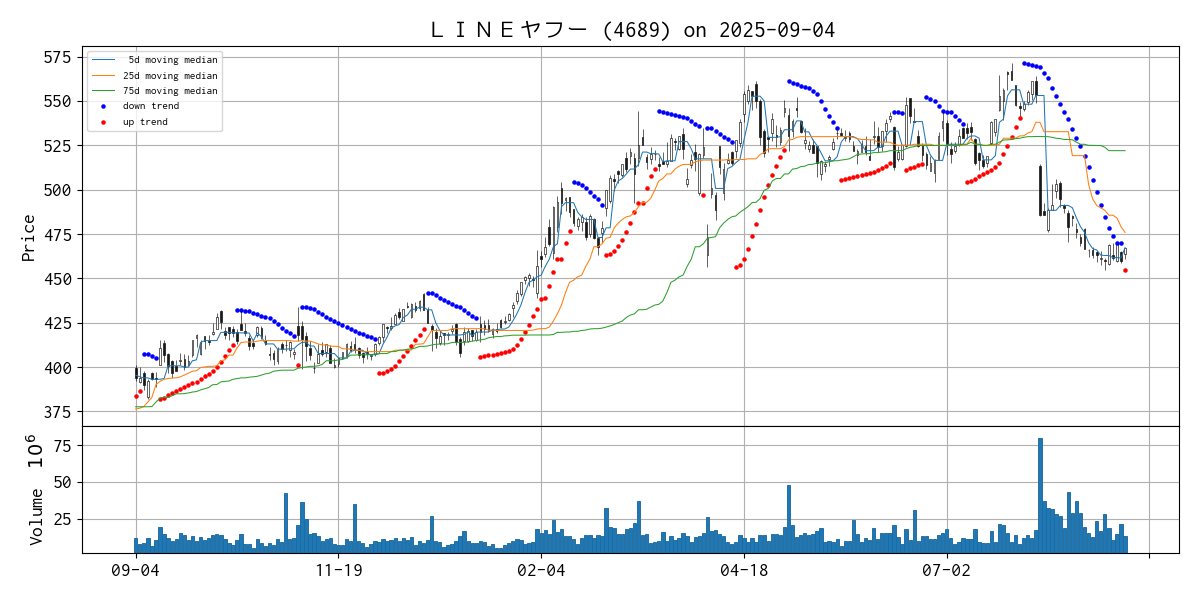 ＬＩＮＥヤフー (4689) on 2025-09-04
575
550
525
500
475
450
425
400
375
Price
5d moving median
25d moving median
75d moving median
down trend
up trend
75
50
25
Volume 10^6
09-04
11-19
02-04
04-18
07-02